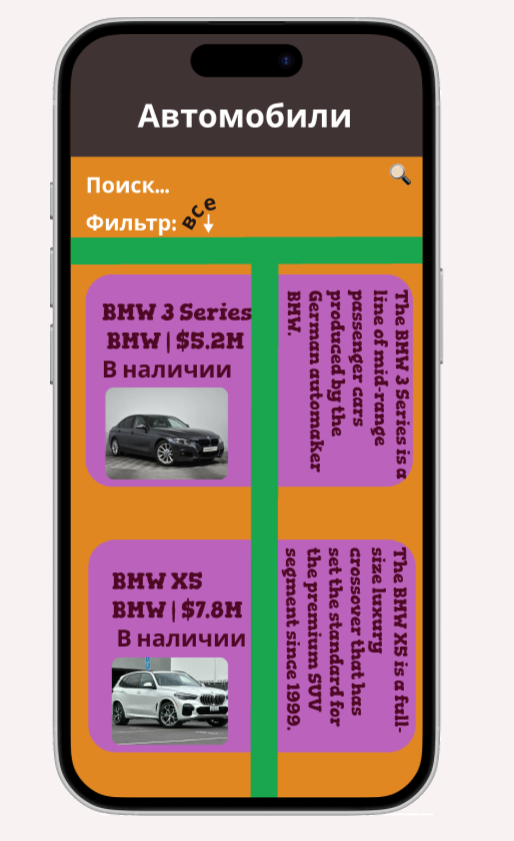 Автомобили
Поиск...
Фильтр: все ↓
BMW 3 Series
BMW | $5.2M
В наличии
The BMW 3 Series is a
line of mid-range
passenger cars
produced by the
German automaker
BMW.
BMW X5
BMW | $7.8M
В наличии
The BMW X5 is a full-
size luxury
crossover that has
set the standard for
the premium SUV
segment since 1999.